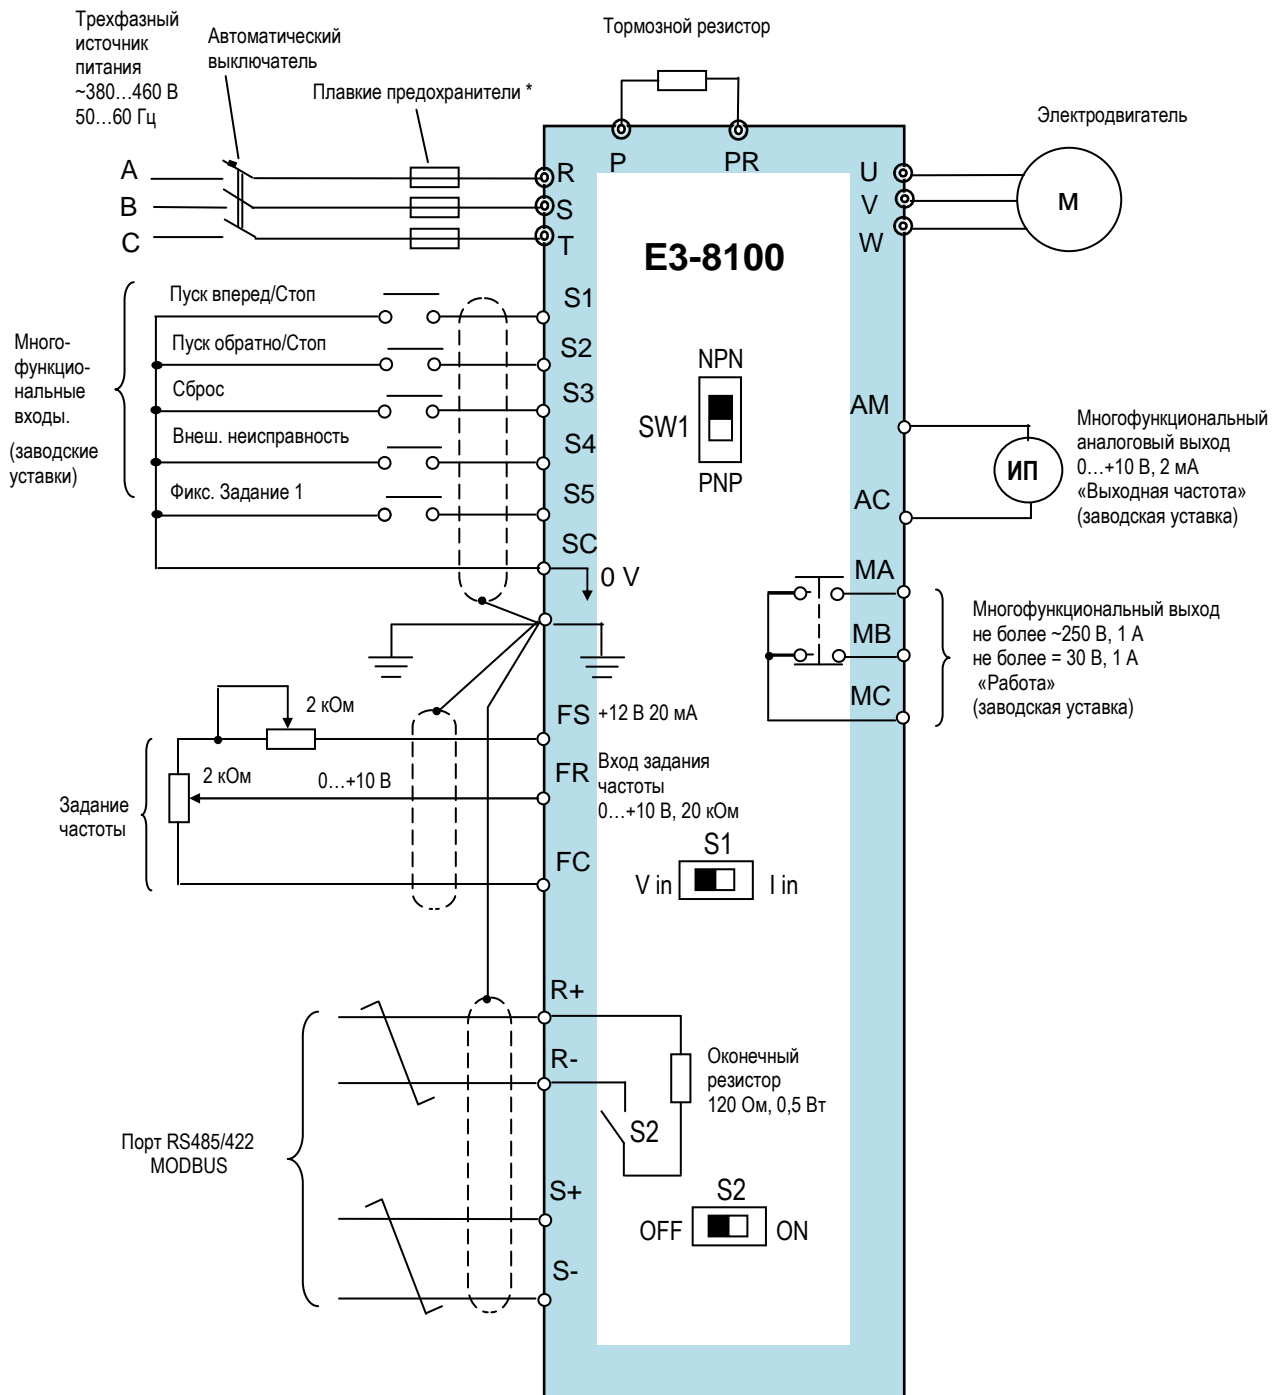 Трехфазный
источник
питания
~380…460 В
50…60 Гц
Автоматический
выключатель
Плавкие предохранители *
Тормозной резистор
Электродвигатель
P
PR
A
B
C
R
S
T
U
V
W
М
E3-8100
Много-
функцио-
нальные
входы.
(заводские
уставки)
Пуск вперед/Стоп
Пуск обратно/Стоп
Сброс
Внеш. неисправность
Фикс. Задание 1
S1
S2
S3
S4
S5
SC
0 V
NPN
SW1
PNP
AM
AC
ИП
Многофункциональный
аналоговый выход
0…+10 В, 2 мА
«Выходная частота»
(заводская уставка)
MA
MB
MC
Многофункциональный выход
не более ~250 В, 1 А
не более = 30 В, 1 А
«Работа»
(заводская уставка)
2 кОм
2 кОм
0…+10 В
Задание
частоты
FS
+12 В 20 мА
FR
Вход задания
частоты
0…+10 В, 20 кОм
FC
S1
V in
I in
R+
R-
S+
S-
Оконечный
резистор
120 Ом, 0,5 Вт
S2
S2
OFF
ON
Порт RS485/422
MODBUS